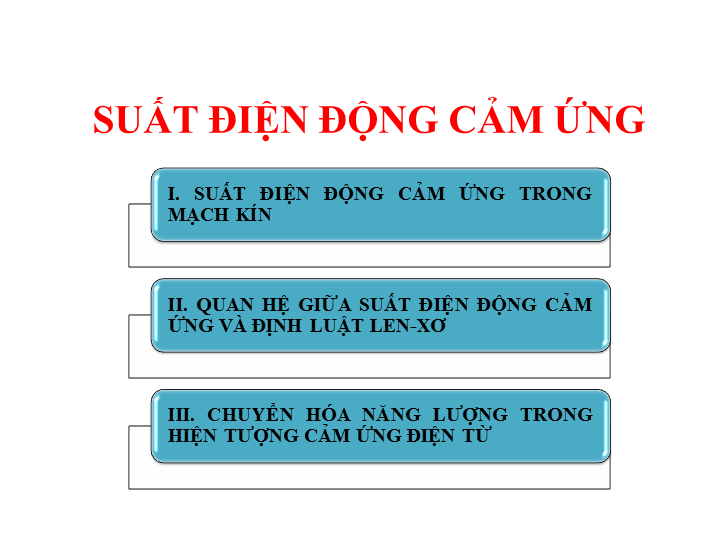 SUẤT ĐIỆN ĐỘNG CẢM ỨNG
I. SUẤT ĐIỆN ĐỘNG CẢM ỨNG TRONG
MẠCH KÍN
II. QUAN HỆ GIỮA SUẤT ĐIỆN ĐỘNG CẢM
ỨNG VÀ ĐỊNH LUẬT LEN-XƠ
III. CHUYỂN HÓA NĂNG LƯỢNG TRONG
HIỆN TƯỢNG CẢM ỨNG ĐIỆN TỪ